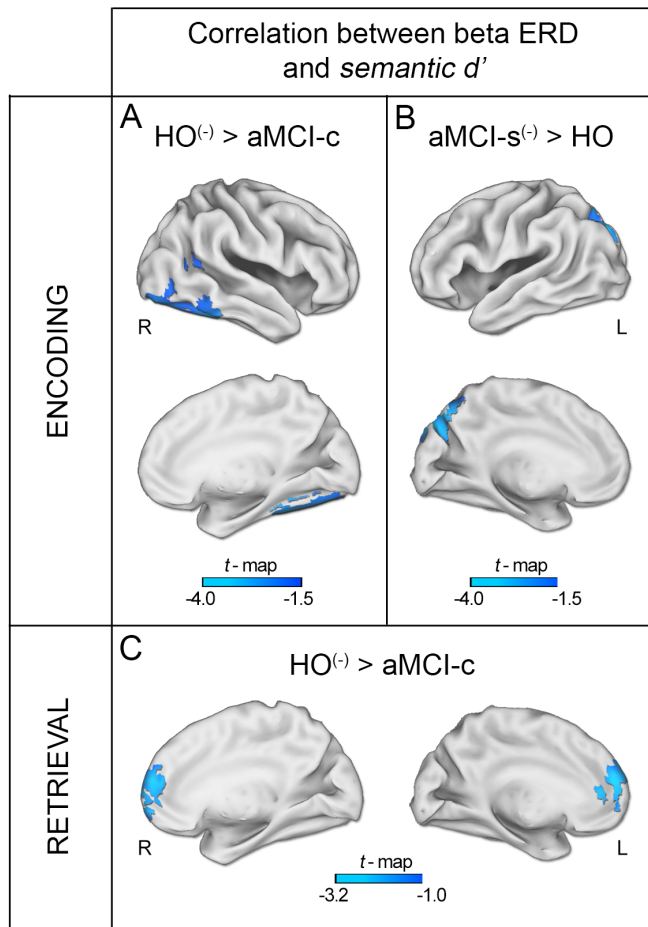 Correlation between beta ERD
and semantic d’
ENCODING
A
HO(-) > aMCI-c
R
t - map
-4.0 -1.5
B
aMCI-s(-) > HO
L
t - map
-4.0 -1.5
RETRIEVAL
C
HO(-) > aMCI-c
R L
t - map
-3.2 -1.0